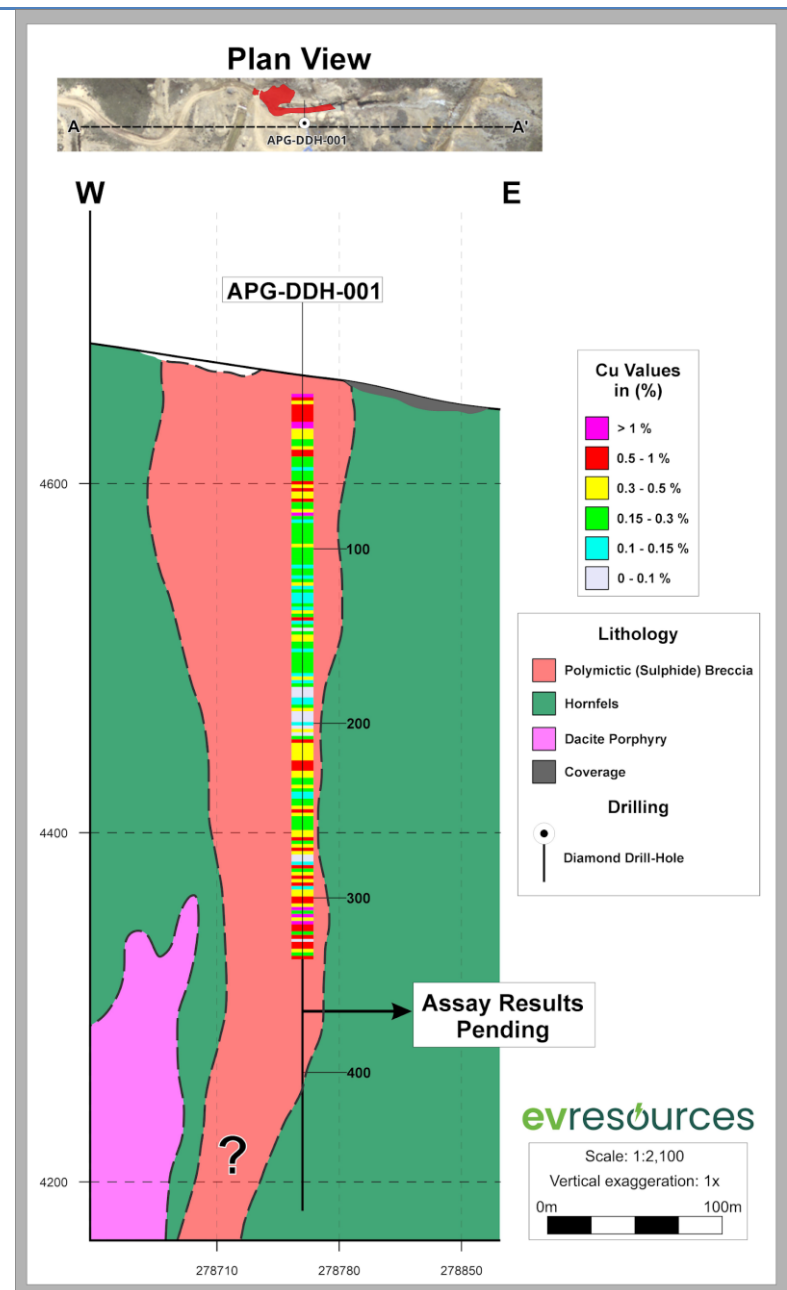 Plan View
A
A'
APG-DDH-001
W
E
APG-DDH-001
Cu Values
in (%)
> 1 %
0.5 - 1 %
0.3 - 0.5 %
0.15 - 0.3 %
0.1 - 0.15 %
0 - 0.1 %
4600
100
Lithology
Polymictic (Sulphide) Breccia
Hornfels
Dacite Porphyry
Coverage
Drilling
Diamond Drill-Hole
200
4400
300
Assay Results
Pending
400
evresources
?
4200
Scale: 1:2,100
Vertical exaggeration: 1x
0m
100m
278710
278780
278850